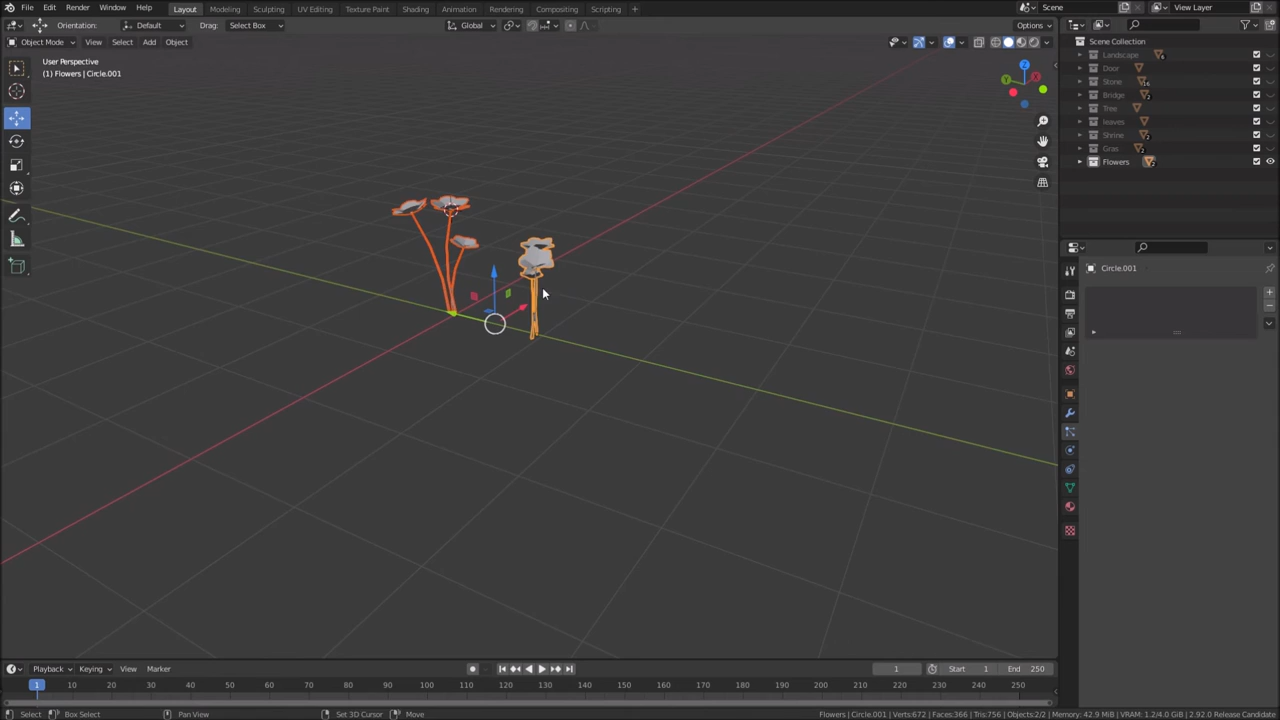 File Edit Render Window Help Layout Modeling Sculpting UV Editing Texture Paint Shading Animation Rendering Compositing Scripting + Scene View Layer
Orientation: Default Drag: Select Box Global Options
Object Mode View Select Add Object
User Perspective
(1) Flowers | Circle.001
Z
X
Y
Scene Collection
Landscape 6
Door
Stone 16
Bridge 2
Tree
leaves
Shrine 2
Gras 2
Flowers 2
Circle.001
Playback Keying View Marker 1 Start 1 End 250
1 10 20 30 40 50 60 70 80 90 100 110 120 130 140 150 160 170 180 190 200 210 220 230 240 250
Select Box Select Pan View Set 3D Cursor Move Flowers | Circle.001 | Verts:672 | Faces:366 | Tris:756 | Objects:2/2 | Memory: 42.9 MiB | VRAM: 1.2/4.0 GiB | 2.92.0 Release Candidate